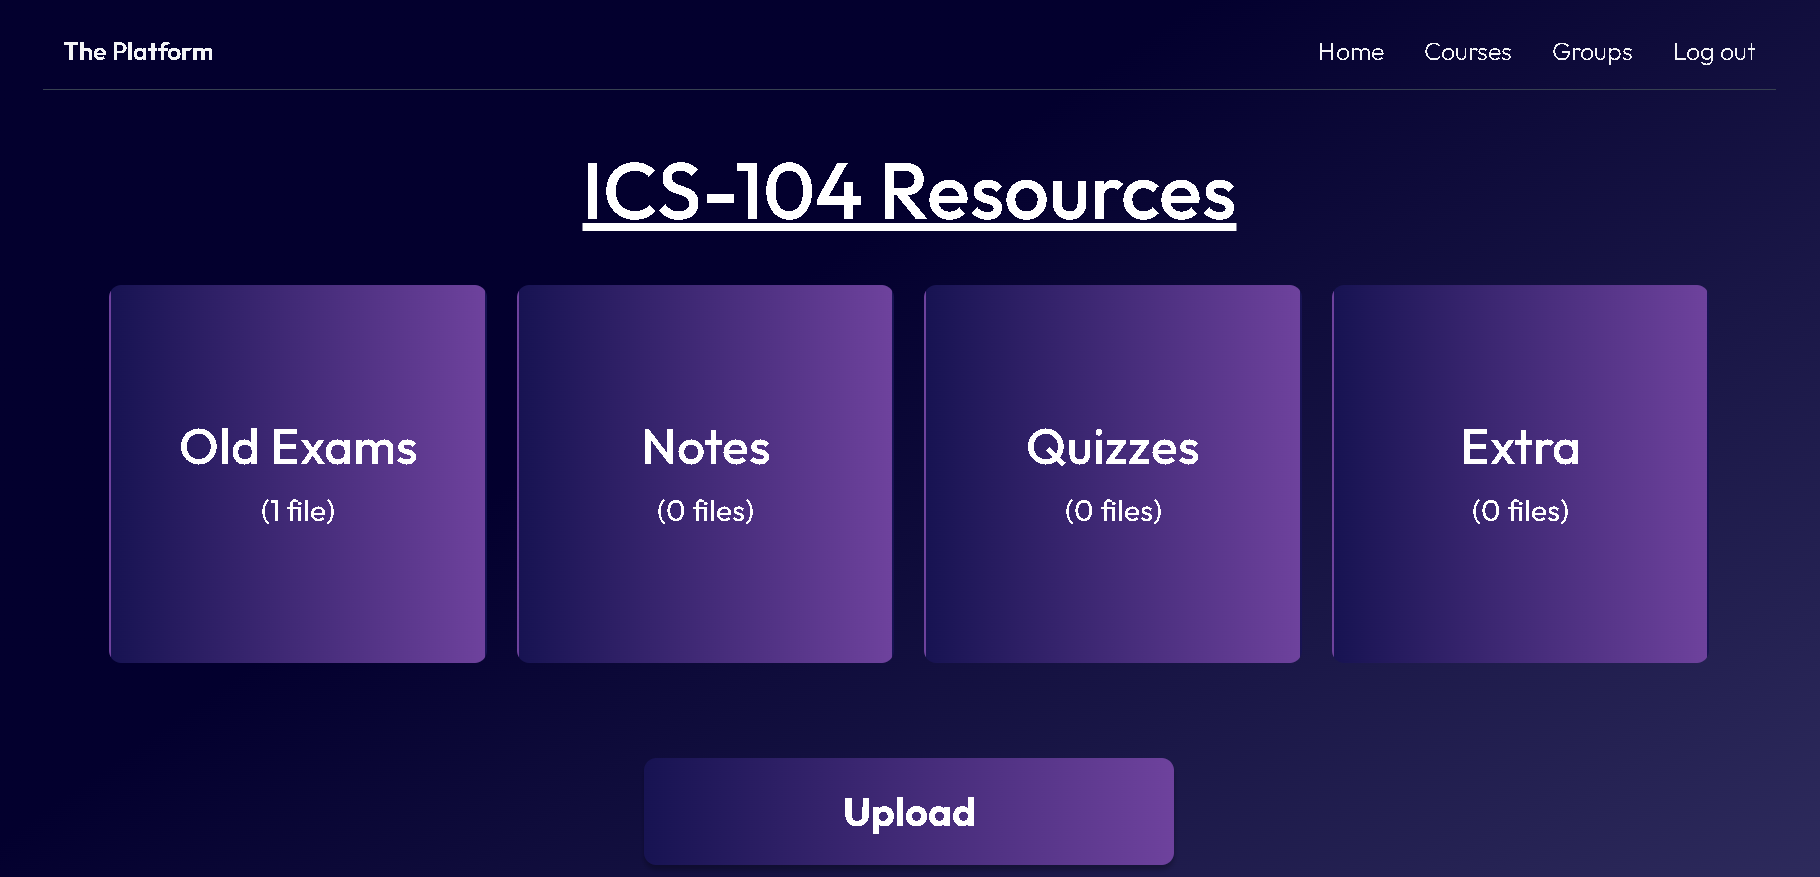 The Platform
Home Courses Groups Log out
ICS-104 Resources
Old Exams
(1 file)
Notes
(0 files)
Quizzes
(0 files)
Extra
(0 files)
Upload